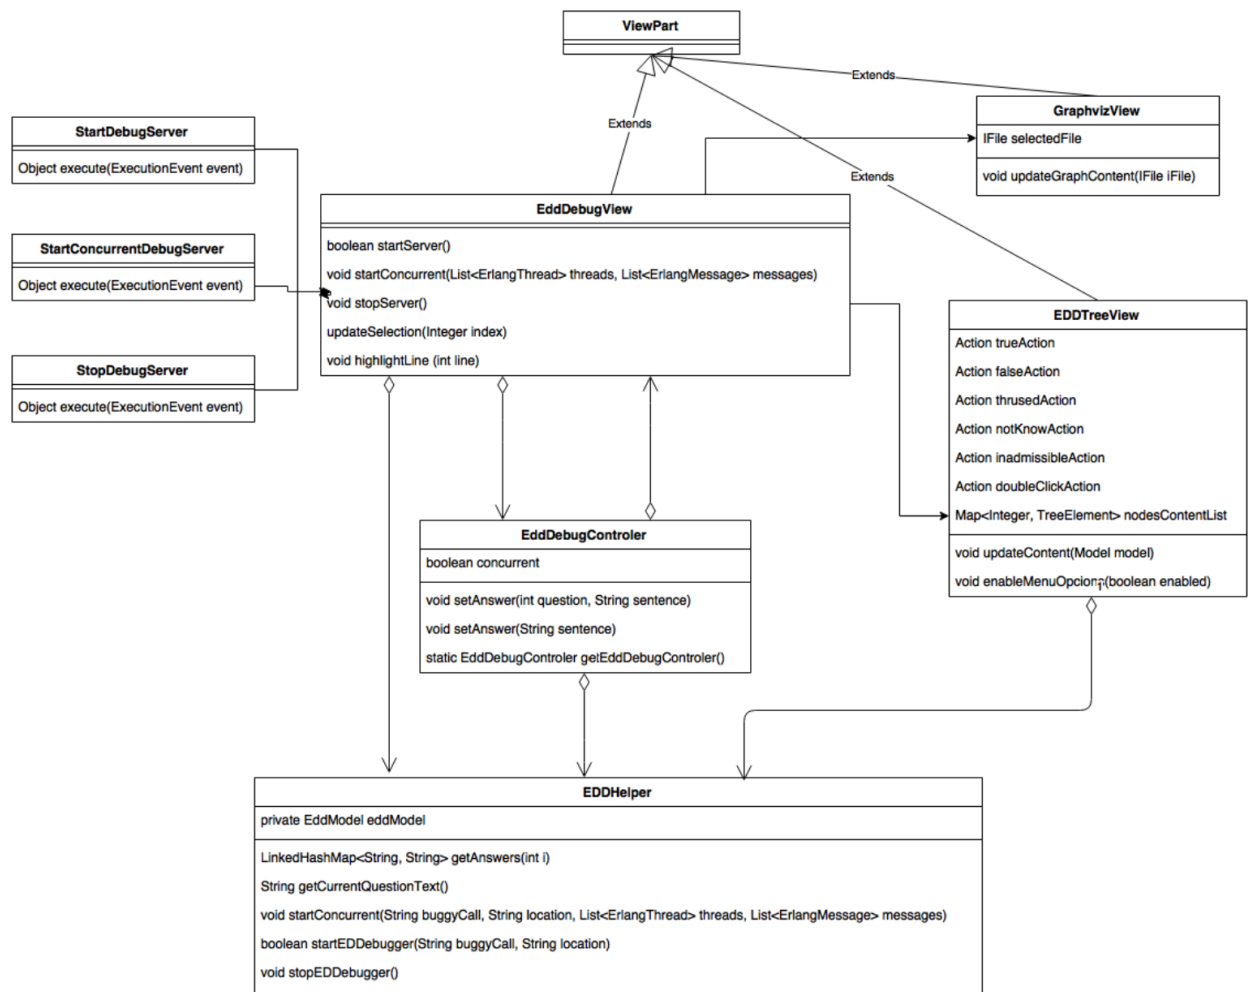 ViewPart
Extends
GraphvizView
IFile selectedFile
void updateGraphContent(IFile iFile)
StartDebugServer
Object execute(ExecutionEvent event)
Extends
Extends
EddDebugView
boolean startServer()
void startConcurrent(List<ErlangThread> threads, List<ErlangMessage> messages)
void stopServer()
updateSelection(Integer index)
void highlightLine (int line)
StartConcurrentDebugServer
Object execute(ExecutionEvent event)
StopDebugServer
Object execute(ExecutionEvent event)
EDDTreeView
Action trueAction
Action falseAction
Action thrusedAction
Action notKnowAction
Action inadmissibleAction
Action doubleClickAction
Map<Integer, TreeElement> nodesContentList
void updateContent(Model model)
void enableMenuOpcions(boolean enabled)
EddDebugControler
boolean concurrent
void setAnswer(int question, String sentence)
void setAnswer(String sentence)
static EddDebugControler getEddDebugControler()
EDDHelper
private EddModel eddModel
LinkedHashMap<String, String> getAnswers(int i)
String getCurrentQuestionText()
void startConcurrent(String buggyCall, String location, List<ErlangThread> threads, List<ErlangMessage> messages)
boolean startEDDebugger(String buggyCall, String location)
void stopEDDebugger()